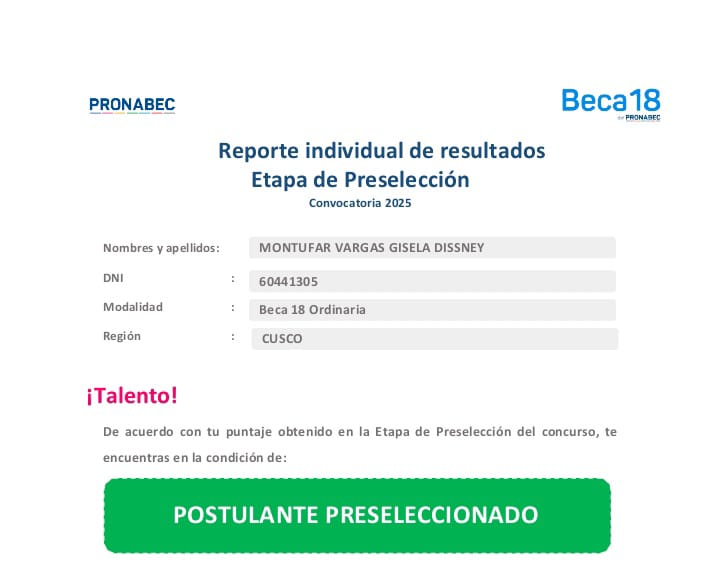 PRONABEC
Beca18
de PRONABEC
Reporte individual de resultados
Etapa de Preselección
Convocatoria 2025
Nombres y apellidos: MONTUFAR VARGAS GISELA DISSNEY
DNI : 60441305
Modalidad : Beca 18 Ordinaria
Región : CUSCO
¡Talento!
De acuerdo con tu puntaje obtenido en la Etapa de Preselección del concurso, te
encuentras en la condición de:
POSTULANTE PRESELECCIONADO